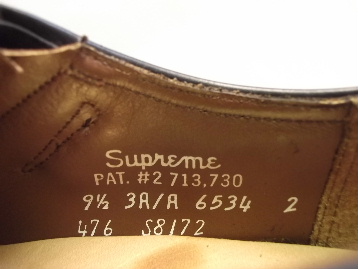 Supreme
PAT. #2 713,730
9½ 3A/A 6534 2
476 S8172